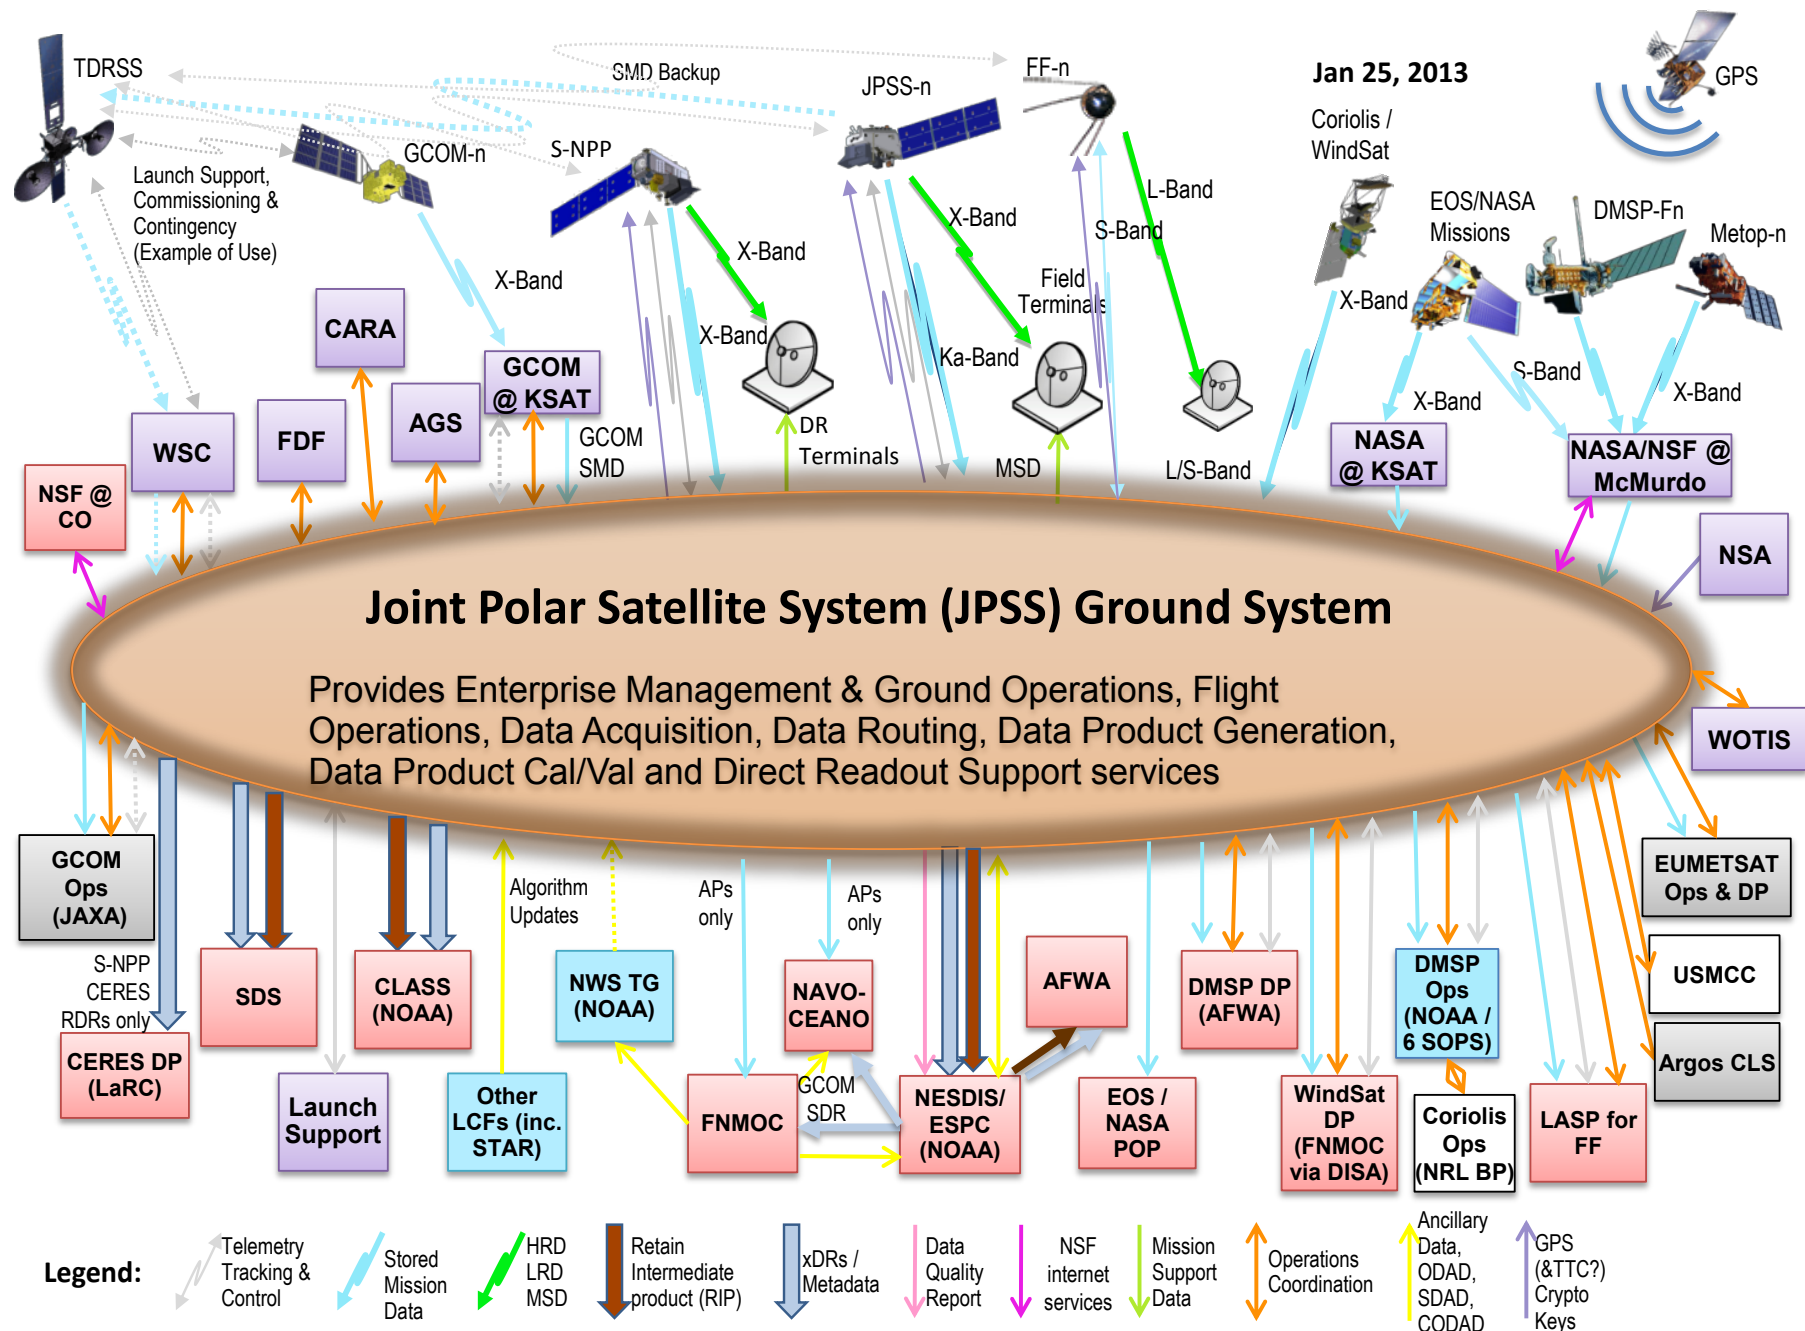 TDRSS
SMD Backup
FF-n
JPSS-n
Jan 25, 2013
GPS
GCOM-n
S-NPP
Coriolis /
WindSat
Launch Support,
Commissioning &
Contingency
(Example of Use)
L-Band
EOS/NASA
Missions
DMSP-Fn
Metop-n
X-Band
X-Band
X-Band
S-Band
Field
Terminals
X-Band
X-Band
Ka-Band
S-Band
X-Band
X-Band
CARA
GCOM
@ KSAT
WSC
FDF
AGS
GCOM
SMD
DR
Terminals
MSD
L/S-Band
NASA
@ KSAT
NASA/NSF @
McMurdo
NSF @
CO
NSA
Joint Polar Satellite System (JPSS) Ground System
Provides Enterprise Management & Ground Operations, Flight
Operations, Data Acquisition, Data Routing, Data Product Generation,
Data Product Cal/Val and Direct Readout Support services
WOTIS
GCOM
Ops
(JAXA)
EUMETSAT
Ops & DP
Algorithm
Updates
APs
only
APs
only
S-NPP
CERES
RDRs only
SDS
CLASS
(NOAA)
NWS TG
(NOAA)
NAVO-
CEANO
AFWA
DMSP DP
(AFWA)
DMSP
Ops
(NOAA /
6 SOPS)
USMCC
CERES DP
(LaRC)
Argos CLS
Launch
Support
Other
LCFs (inc.
STAR)
FNMOC
GCOM
SDR
NESDIS/
ESPC
(NOAA)
EOS /
NASA
POP
WindSat
DP
(FNMOC
via DISA)
Coriolis
Ops
(NRL BP)
LASP for
FF
Legend:
Telemetry
Tracking &
Control
Stored
Mission
Data
HRD
LRD
MSD
Retain
Intermediate
product (RIP)
xDRs /
Metadata
Data
Quality
Report
NSF
internet
services
Mission
Support
Data
Operations
Coordination
Ancillary
Data,
ODAD,
SDAD,
CODAD
GPS
(&TTC?)
Crypto
Keys